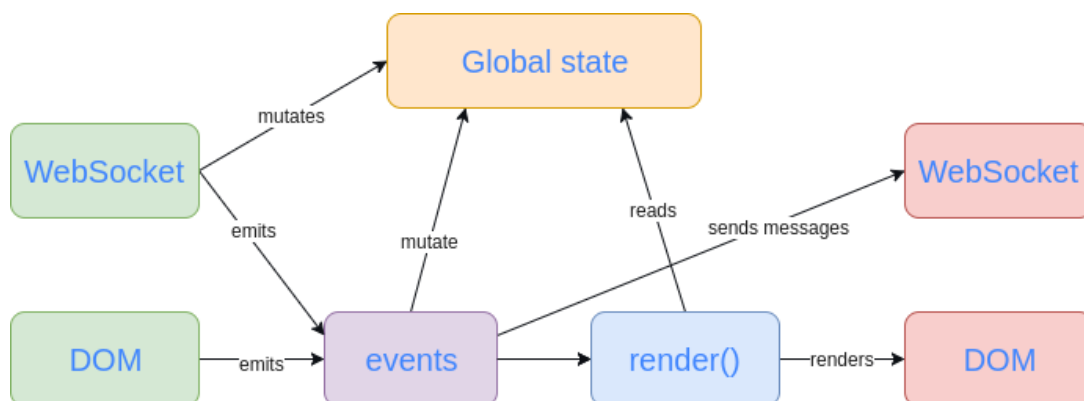 Global state
mutates
WebSocket
WebSocket
emits
reads
sends messages
mutate
DOM
emits
events
render()
renders
DOM